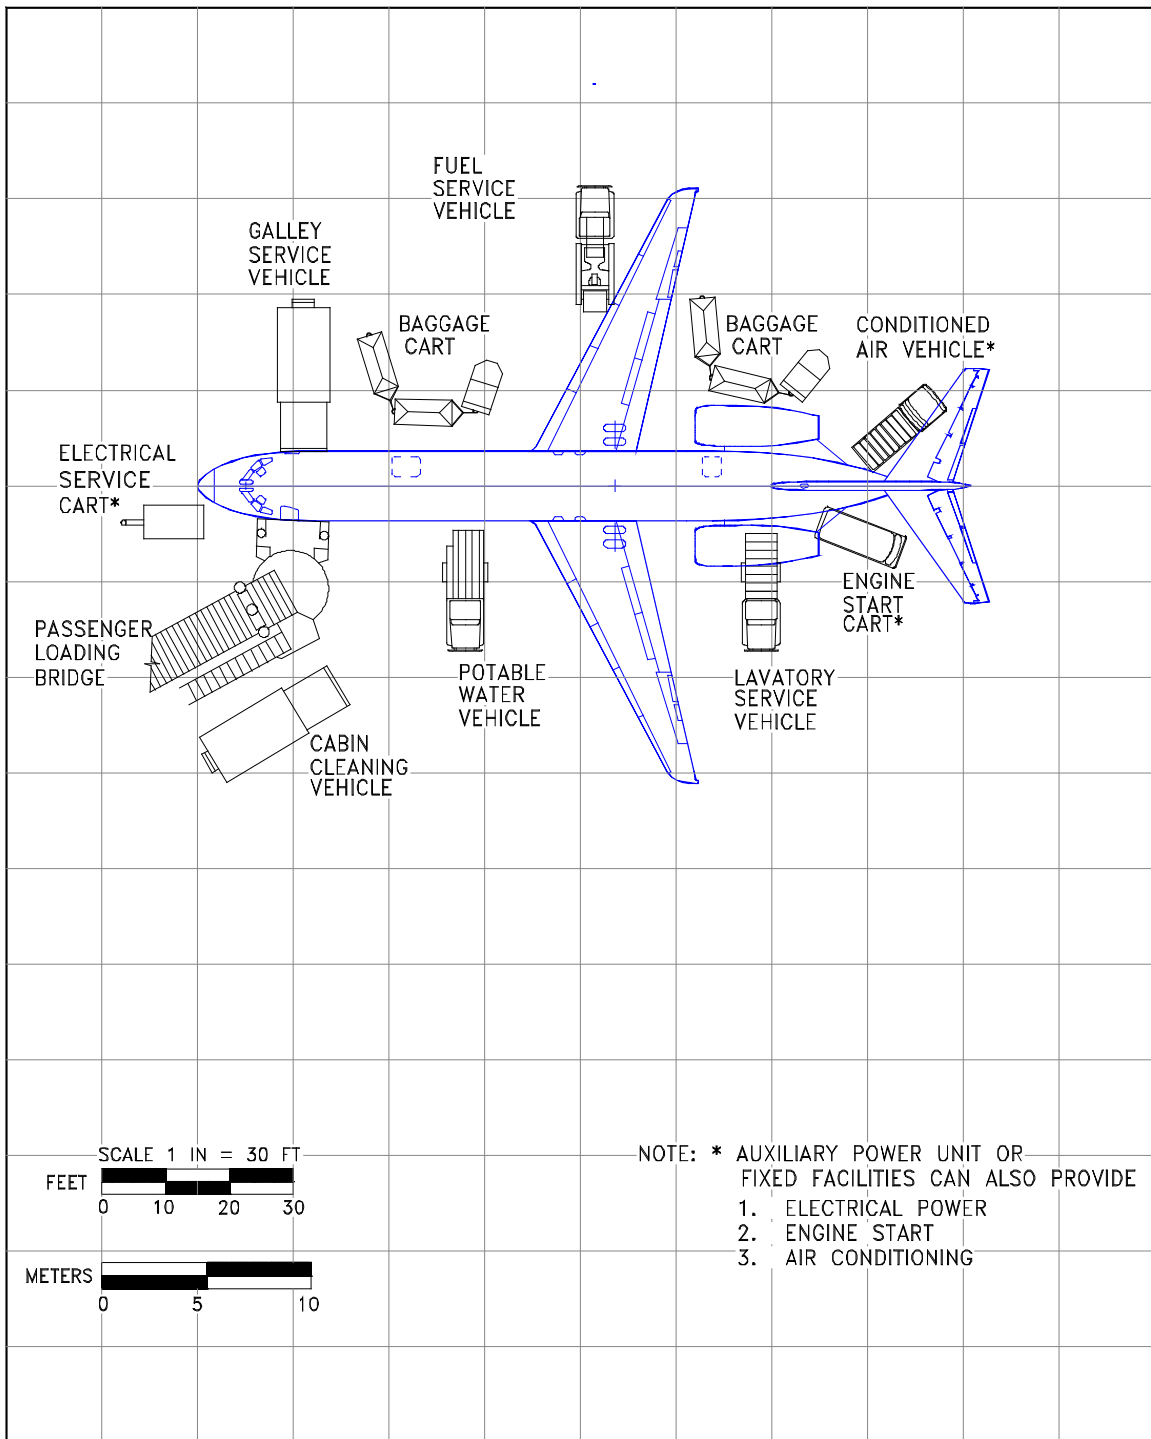 FUEL
SERVICE
VEHICLE
GALLEY
SERVICE
VEHICLE
BAGGAGE
CART
BAGGAGE
CART
CONDITIONED
AIR VEHICLE*
ELECTRICAL
SERVICE
CART*
ENGINE
START
CART*
PASSENGER
LOADING
BRIDGE
POTABLE
WATER
VEHICLE
LAVATORY
SERVICE
VEHICLE
CABIN
CLEANING
VEHICLE
SCALE 1 IN = 30 FT
FEET
0 10 20 30
METERS
0 5 10
NOTE: * AUXILIARY POWER UNIT OR
FIXED FACILITIES CAN ALSO PROVIDE
1. ELECTRICAL POWER
2. ENGINE START
3. AIR CONDITIONING